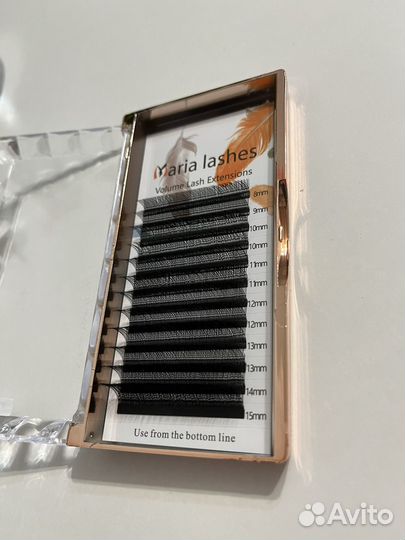 Maria lashes
Volume Lash Extensions
8mm
9mm
10mm
10mm
11mm
11mm
12mm
12mm
13mm
13mm
14mm
15mm
Use from the bottom line
Avito